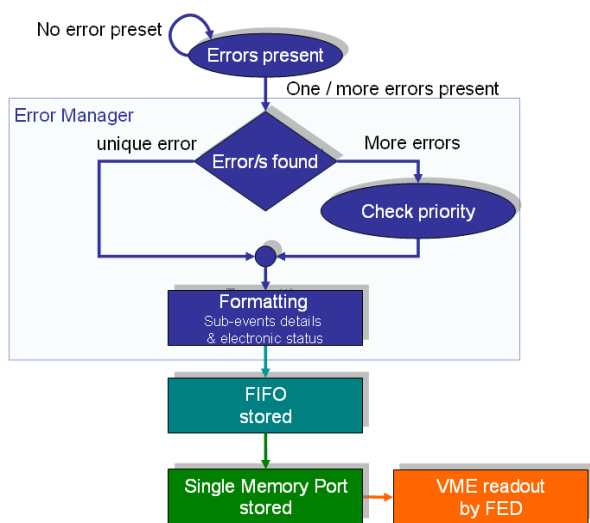 No error preset
Errors present
One / more errors present
Error Manager
unique error
More errors
Error/s found
Check priority
Formatting
Sub-events details
& electronic status
FIFO
stored
Single Memory Port
stored
VME readout
by FED